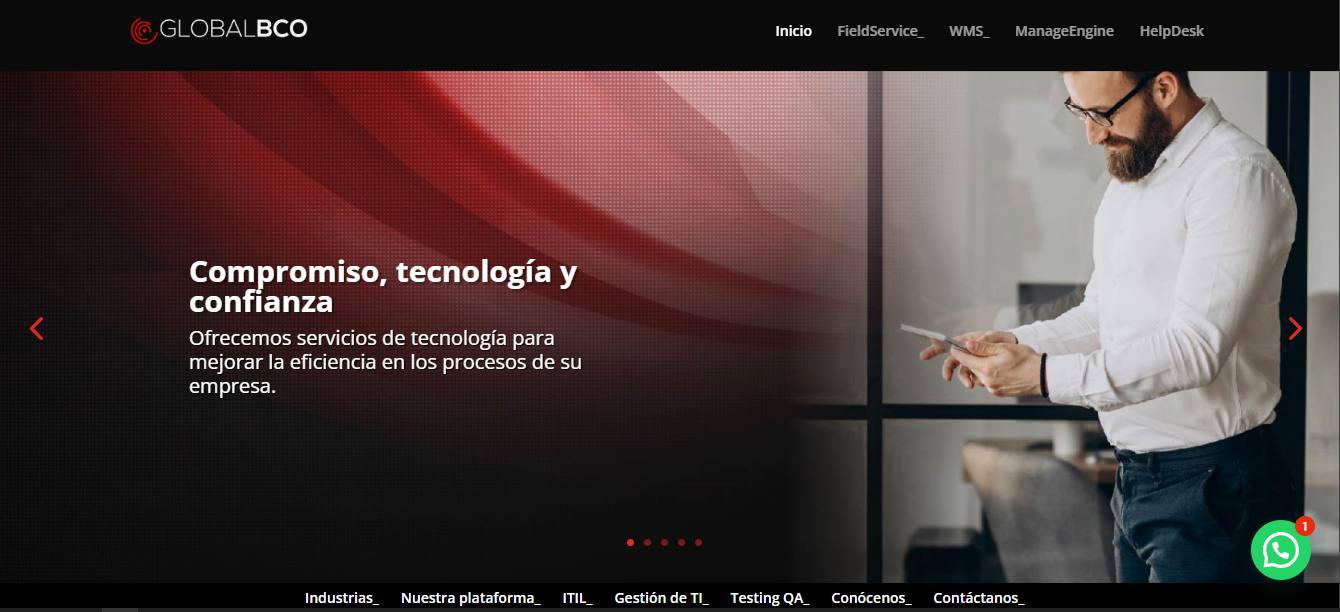 GLOBALBCO
Inicio FieldService_ WMS_ ManageEngine HelpDesk
Compromiso, tecnología y
confianza
Ofrecemos servicios de tecnología para
mejorar la eficiencia en los procesos de su
empresa.
1
Industrias_ Nuestra plataforma_ ITIL_ Gestión de TI_ Testing QA_ Conócenos_ Contáctanos_